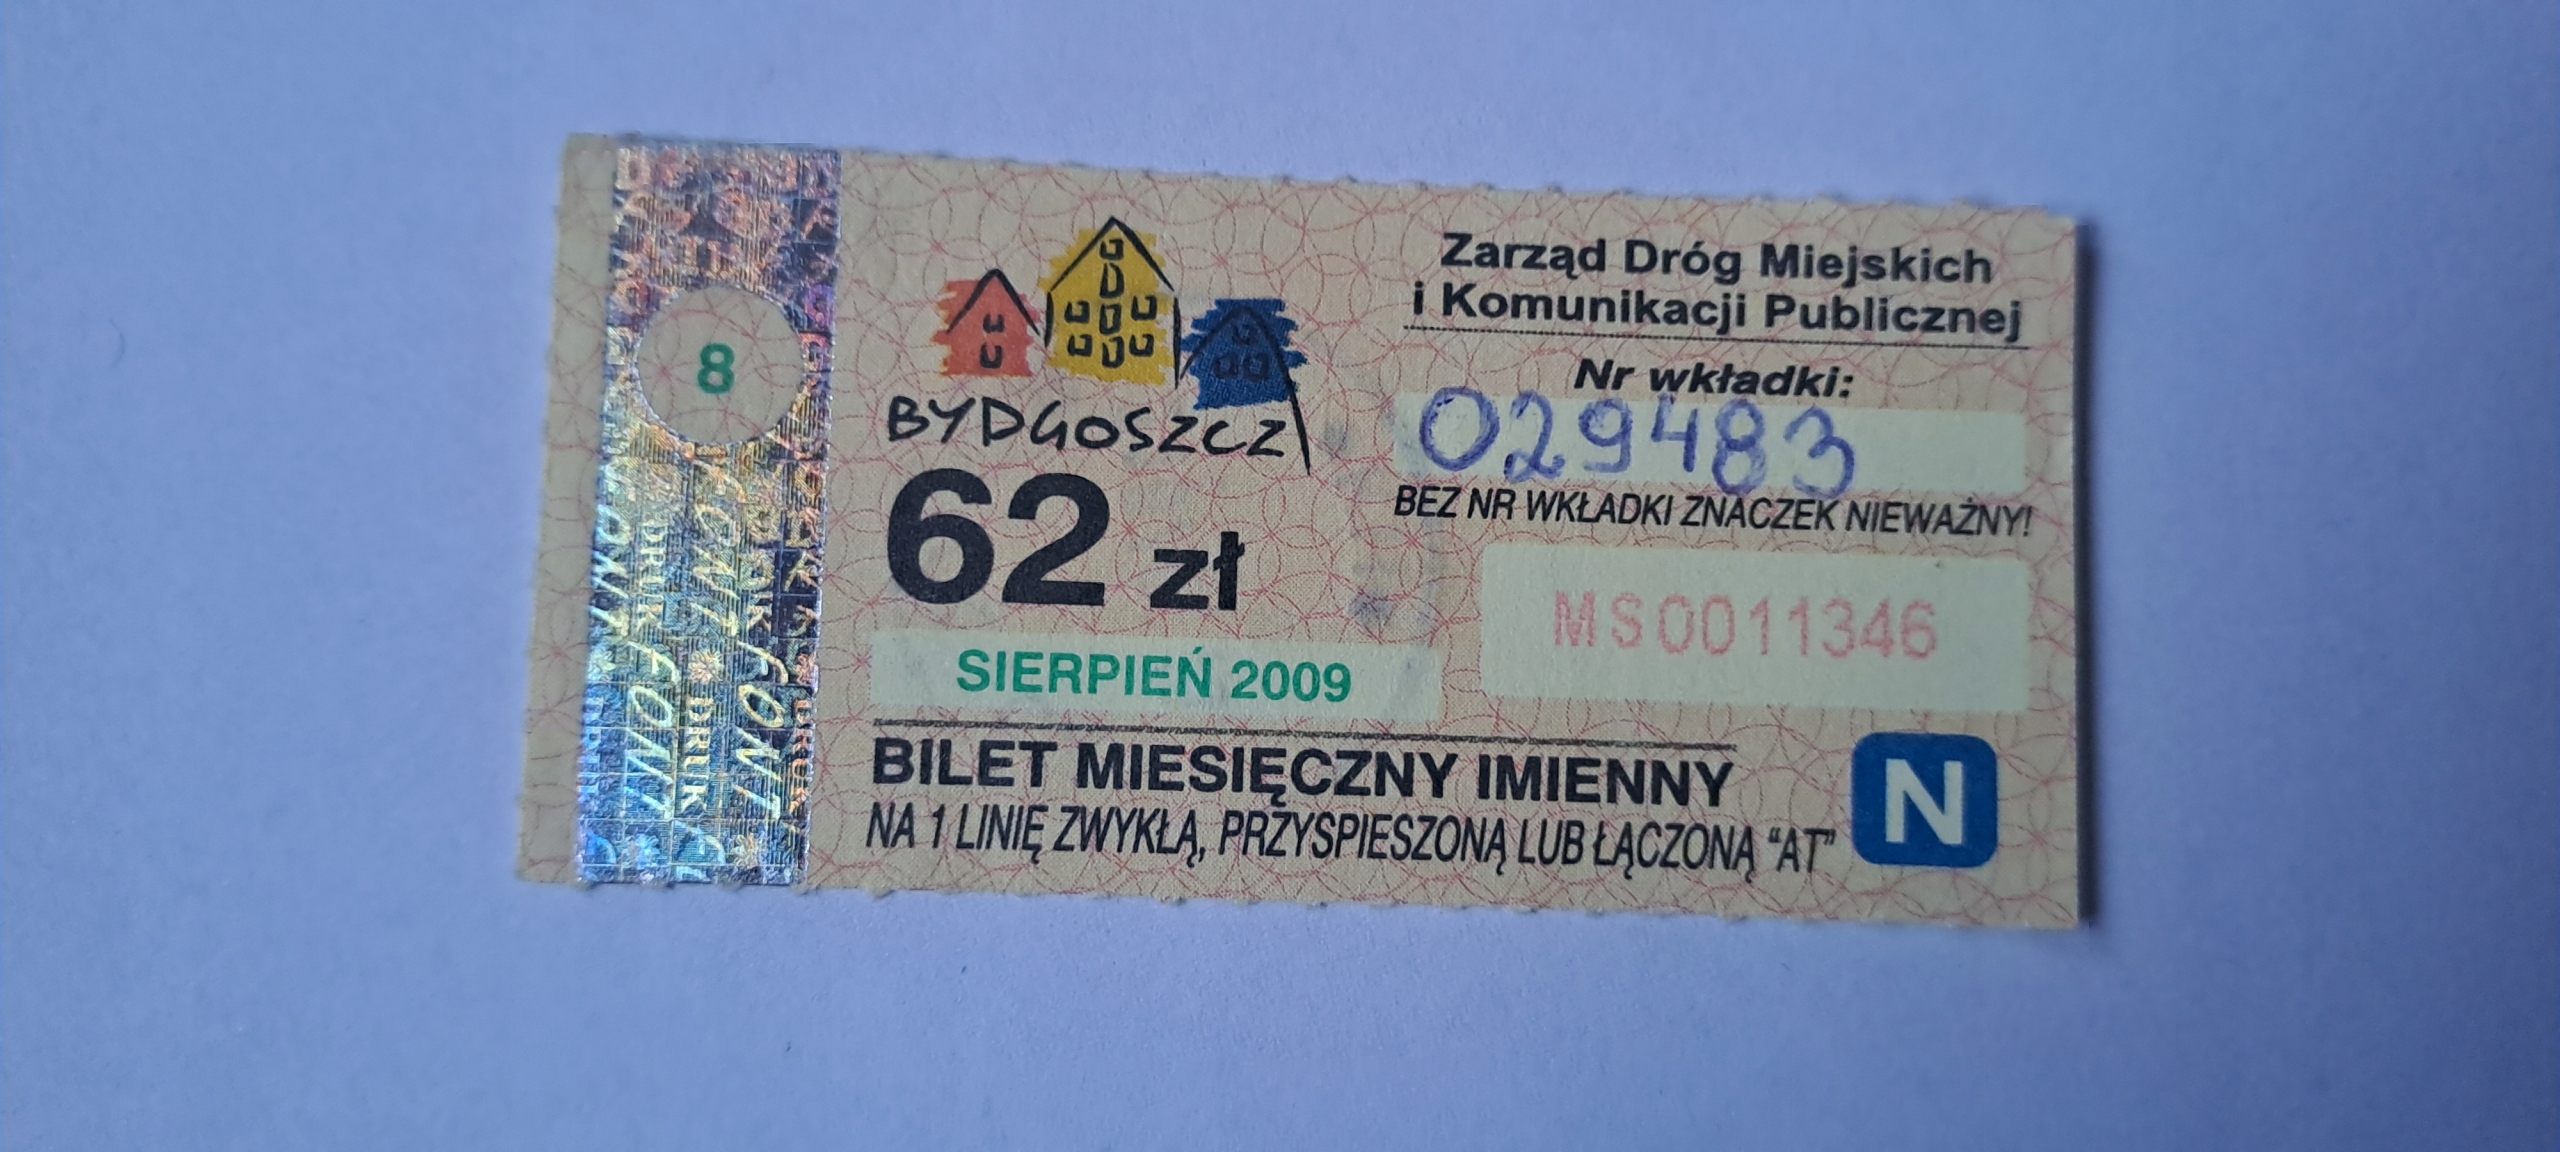 8
BYDGOSZCZ
62 zł
SIERPIEŃ 2009
Zarząd Dróg Miejskich
i Komunikacji Publicznej
Nr wkładki:
029483
BEZ NR WKŁADKI ZNACZEK NIEWAŻNY!
MS0011346
BILET MIESIĘCZNY IMIENNY
NA 1 LINIĘ ZWYKŁĄ, PRZYSPIESZONĄ LUB ŁĄCZONĄ "AT"
N